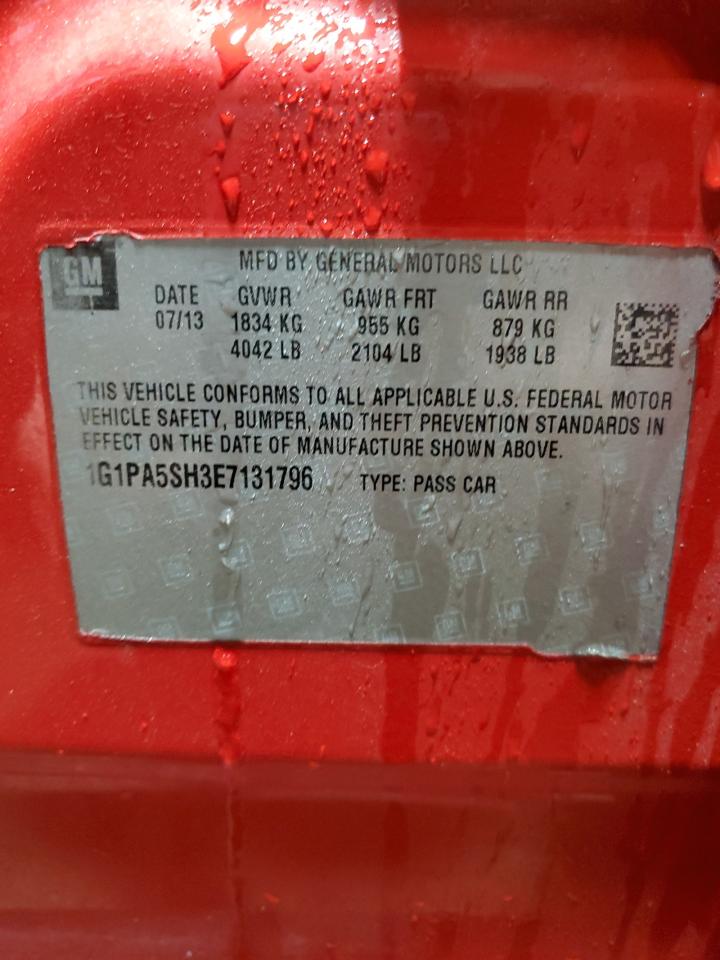 GM
MFD BY GENERAL MOTORS LLC
DATE GVWR GAWR FRT GAWR RR
07/13 1834 KG 955 KG 879 KG
4042 LB 2104 LB 1938 LB
THIS VEHICLE CONFORMS TO ALL APPLICABLE U.S. FEDERAL MOTOR
VEHICLE SAFETY, BUMPER, AND THEFT PREVENTION STANDARDS IN
EFFECT ON THE DATE OF MANUFACTURE SHOWN ABOVE.
1G1PA5SH3E7131796 TYPE: PASS CAR